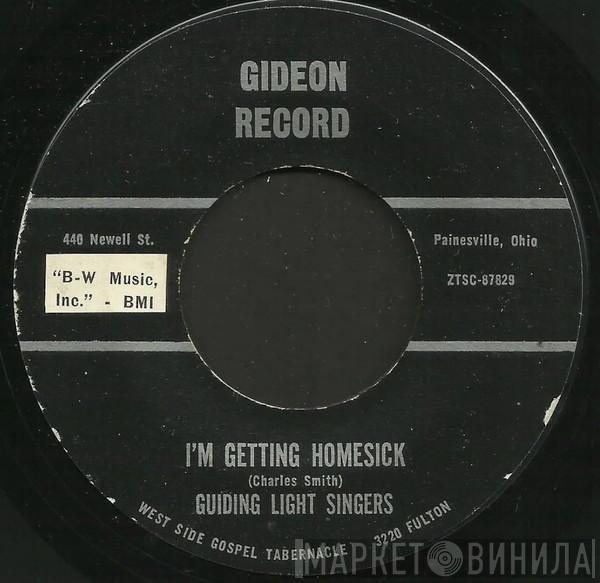 GIDEON
RECORD
440 Newell St.
Painesville, Ohio
"B-W Music,
Inc." - BMI
ZTSC-87829
I'M GETTING HOMESICK
(Charles Smith)
GUIDING LIGHT SINGERS
WEST SIDE GOSPEL TABERNACLE 3220 FULTON
МАРКЕТ ВИНИЛА